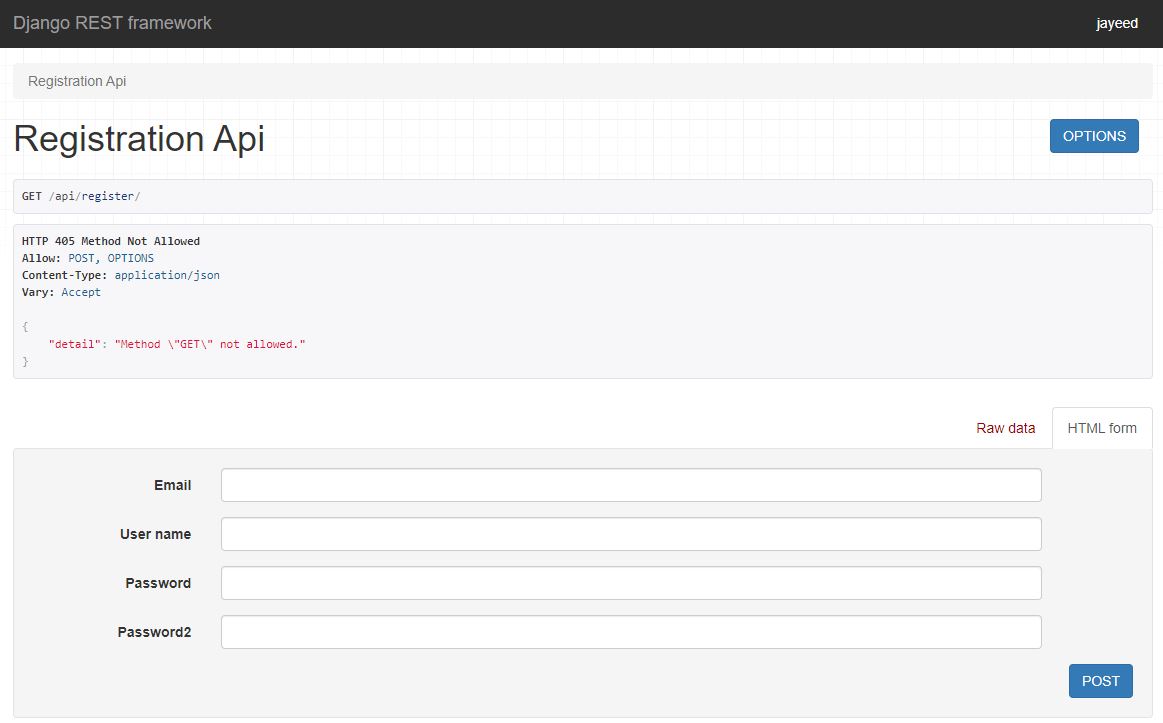 Django REST framework
jayeed
Registration Api
Registration Api
OPTIONS
GET /api/register/
HTTP 405 Method Not Allowed
Allow: POST, OPTIONS
Content-Type: application/json
Vary: Accept
{
    "detail": "Method \"GET\" not allowed."
}
Raw data
HTML form
Email
User name
Password
Password2
POST